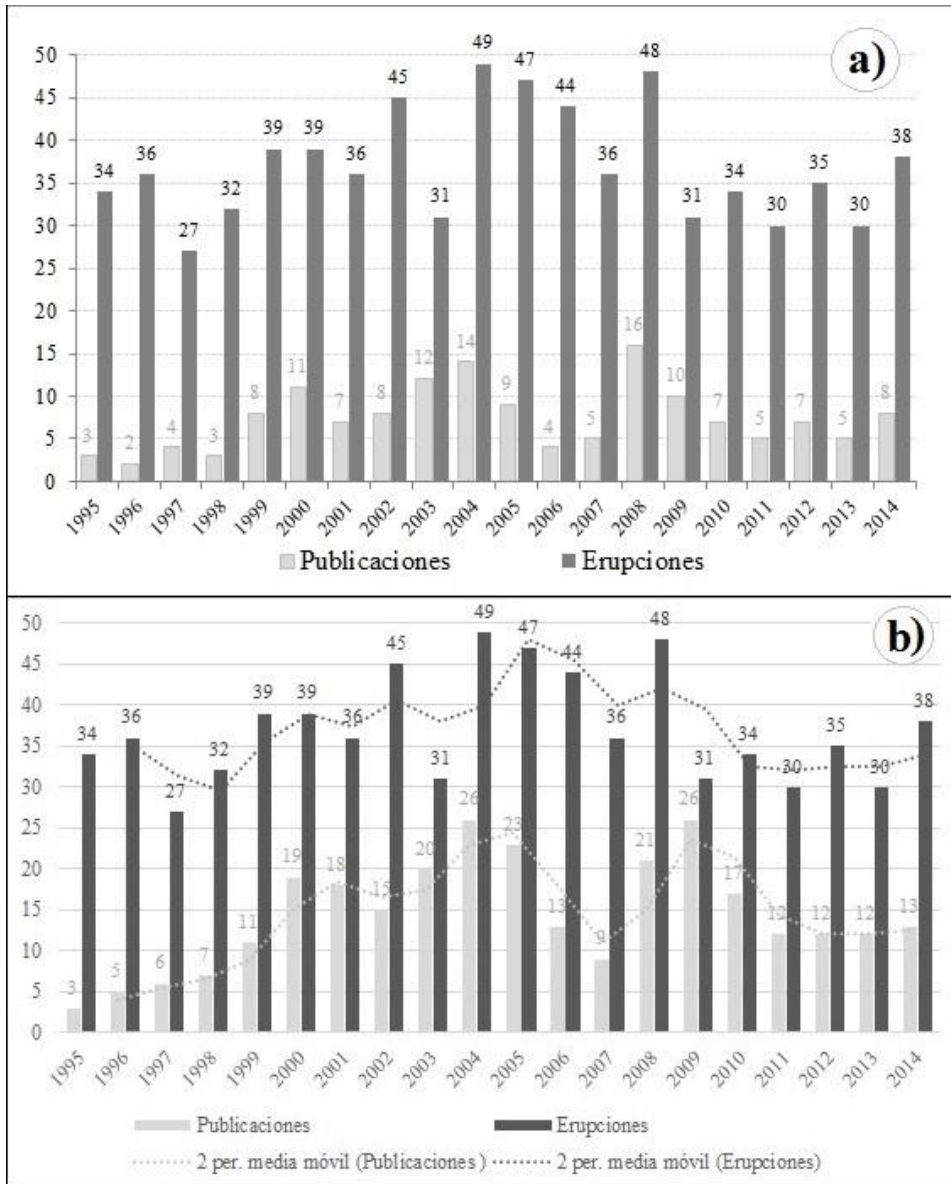 a)
50
45
40
35
30
25
20
15
10
5
0
34 36 27 32 39 39 36 45 31 49 47 44 36 48 31 34 30 35 30 38
3 2 4 3 8 11 7 8 12 14 9 4 5 16 10 7 5 7 5 8
1995 1996 1997 1998 1999 2000 2001 2002 2003 2004 2005 2006 2007 2008 2009 2010 2011 2012 2013 2014
Publicaciones Erupciones
b)
50
45
40
35
30
25
20
15
10
5
0
34 36 27 32 39 39 36 45 31 49 47 44 36 48 31 34 30 35 30 38
3 5 6 7 11 19 18 15 20 26 23 13 9 21 26 17 12 12 12 13
1995 1996 1997 1998 1999 2000 2001 2002 2003 2004 2005 2006 2007 2008 2009 2010 2011 2012 2013 2014
Publicaciones Erupciones
2 per. media móvil (Publicaciones ) 2 per. media móvil (Erupciones)